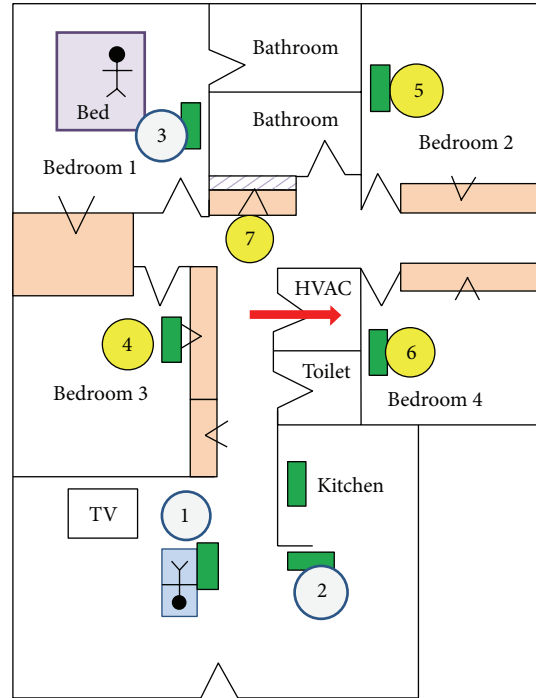 Bathroom
5
Bed
3
Bathroom
Bedroom 2
Bedroom 1
7
HVAC
4
6
Toilet
Bedroom 3
Bedroom 4
Kitchen
TV
1
2